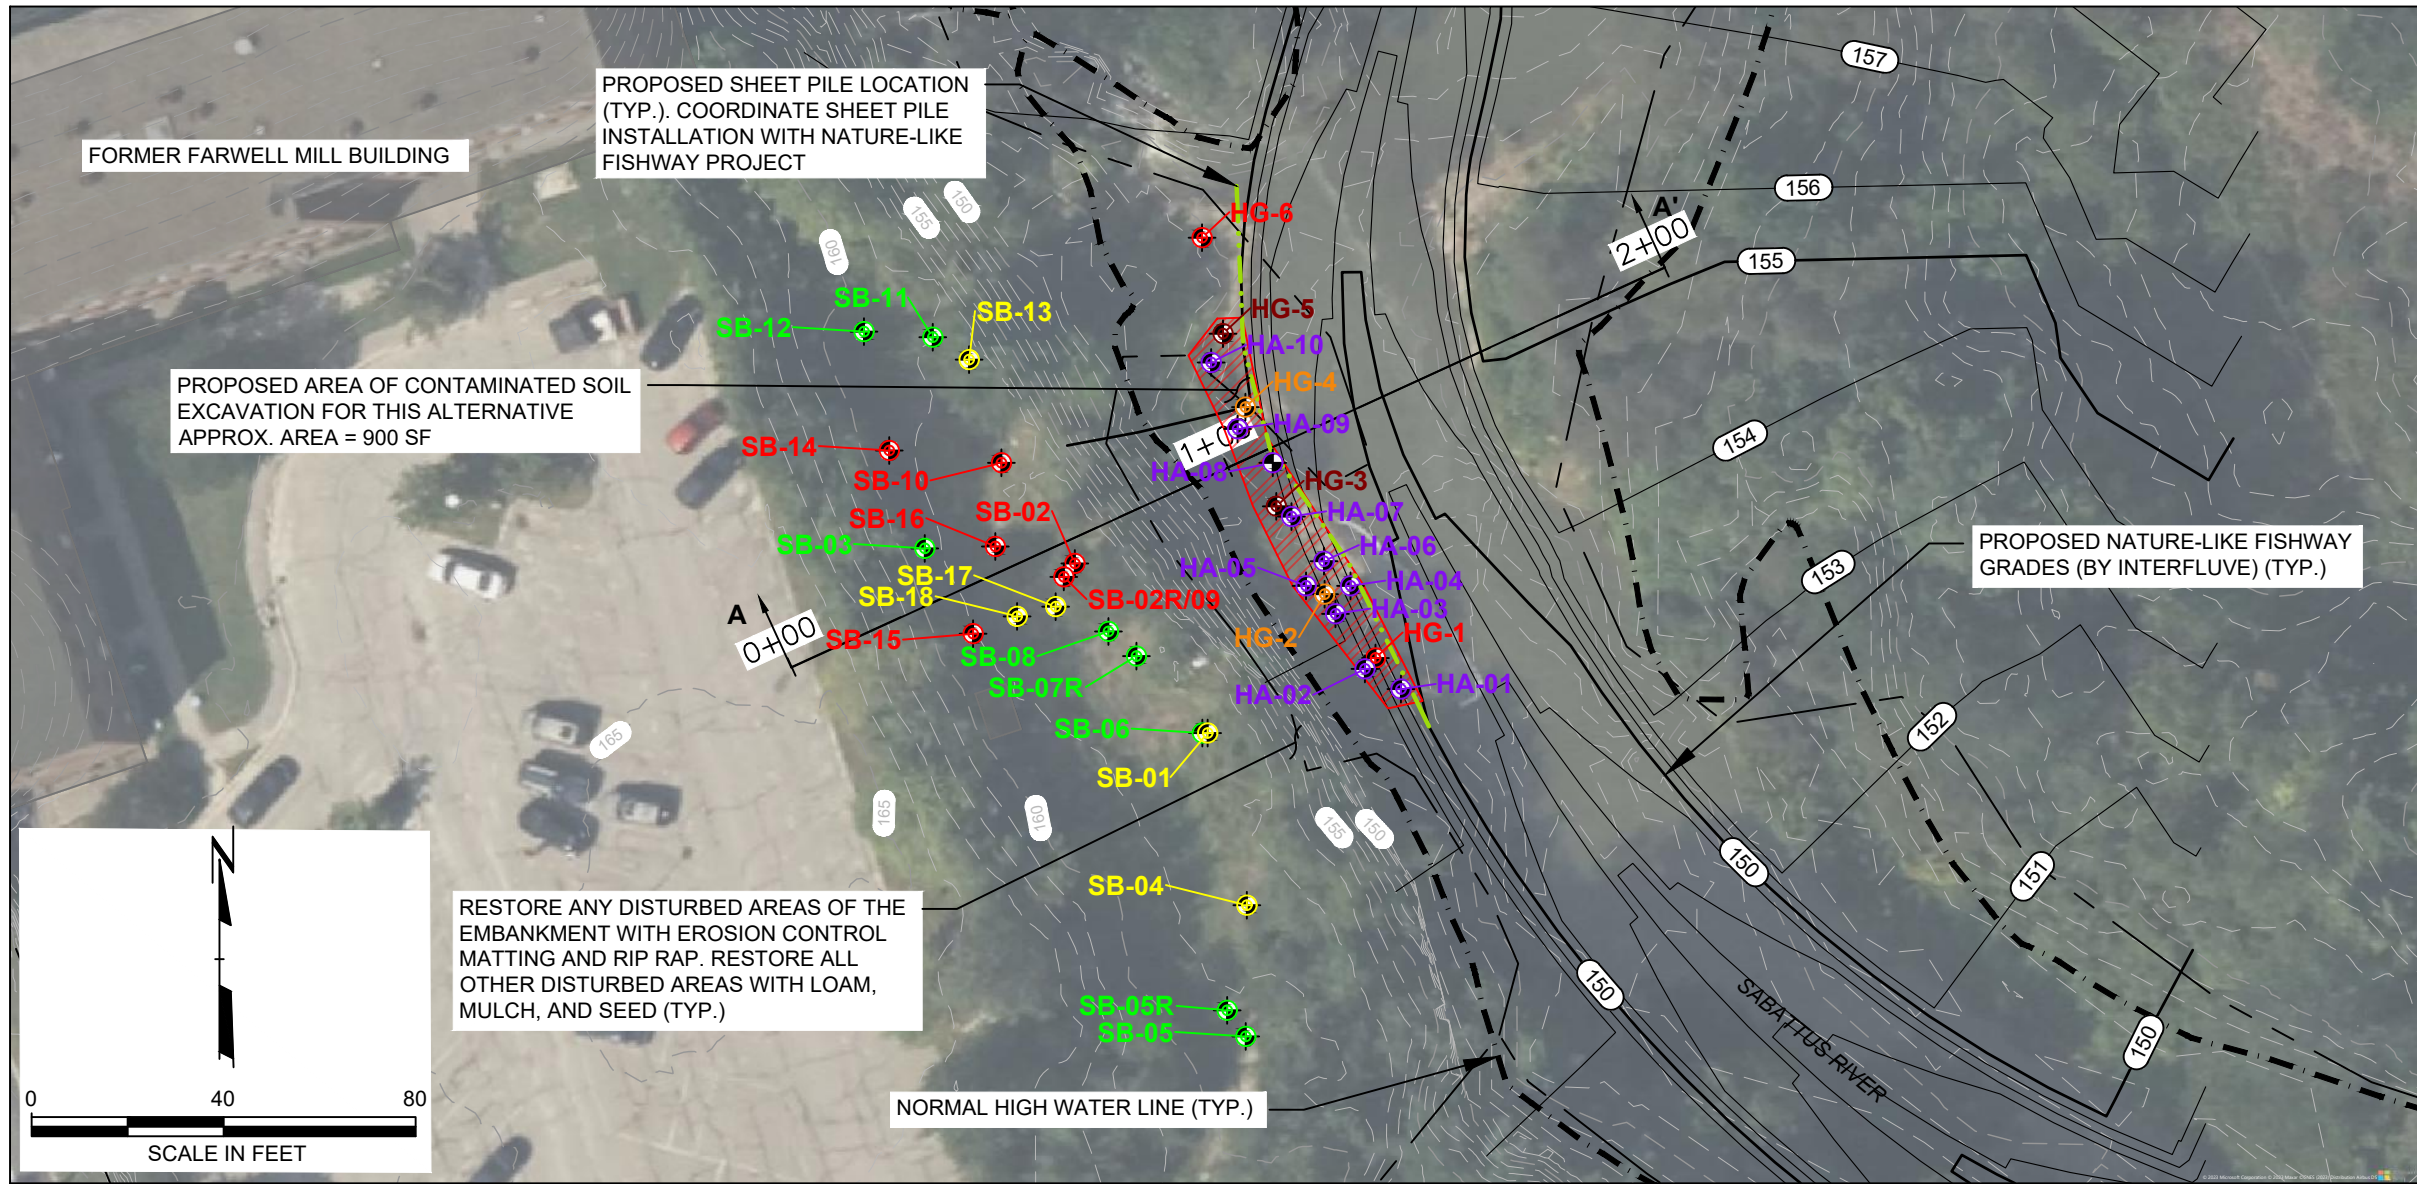 PROPOSED SHEET PILE LOCATION
(TYP.). COORDINATE SHEET PILE
INSTALLATION WITH NATURE-LIKE
FISHWAY PROJECT
FORMER FARWELL MILL BUILDING
157
156
155
150
155
160
HG-6
A'
2+00
155
SB-11
SB-12
SB-13
HG-5
HA-10
PROPOSED AREA OF CONTAMINATED SOIL
EXCAVATION FOR THIS ALTERNATIVE
APPROX. AREA = 900 SF
HG-4
HA-09
154
SB-14
SB-10
HA-08
HG-3
HA-07
SB-16
SB-02
SB-03
HA-06
PROPOSED NATURE-LIKE FISHWAY
GRADES (BY INTERFLUVE) (TYP.)
153
SB-17
SB-18
HA-05
HA-04
SB-02R/09
HA-03
A
0+00
SB-15
HG-2
HG-1
SB-08
SB-07R
HA-02
HA-01
SB-06
152
165
SB-01
165
160
155
150
150
151
SB-04
RESTORE ANY DISTURBED AREAS OF THE
EMBANKMENT WITH EROSION CONTROL
MATTING AND RIP RAP. RESTORE ALL
OTHER DISTURBED AREAS WITH LOAM,
MULCH, AND SEED (TYP.)
150
SB-05R
SB-05
SABATTUS RIVER
150
NORMAL HIGH WATER LINE (TYP.)
N
0 40 80
SCALE IN FEET